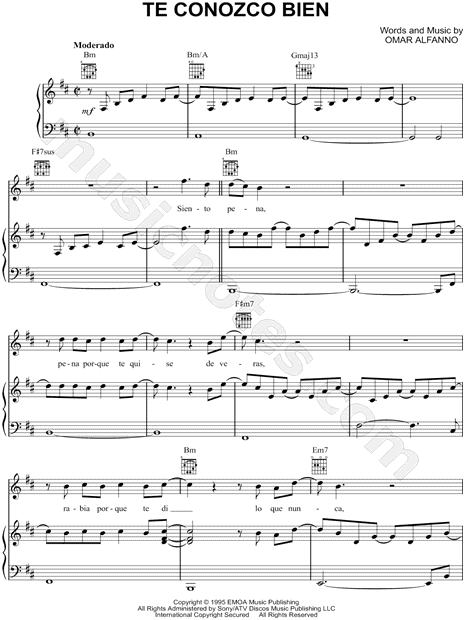 TE CONOZCO BIEN
Words and Music by
OMAR ALFANNO
Moderado
Bm Bm/A Gmaj13
mf
F#7sus Bm
Sien - to pe - na,
F#m7
pe - na por - que te qui - se de ve - ras,
Bm Em7
ra - bia por - que te di lo que nun - ca,
musicnotes.com
Copyright © 1995 EMOA Music Publishing
All Rights Administered by Sony/ATV Discos Music Publishing LLC
International Copyright Secured All Rights Reserved